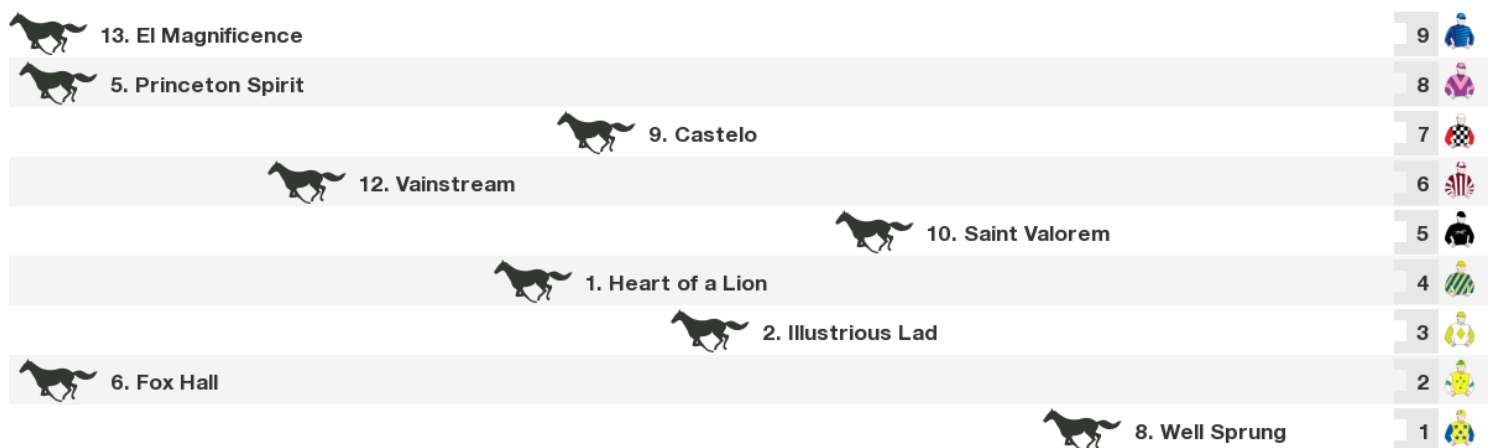 13. El Magnificence 9
5. Princeton Spirit 8
9. Castelo 7
12. Vainstream 6
10. Saint Valorem 5
1. Heart of a Lion 4
2. Illustrious Lad 3
6. Fox Hall 2
8. Well Sprung 1